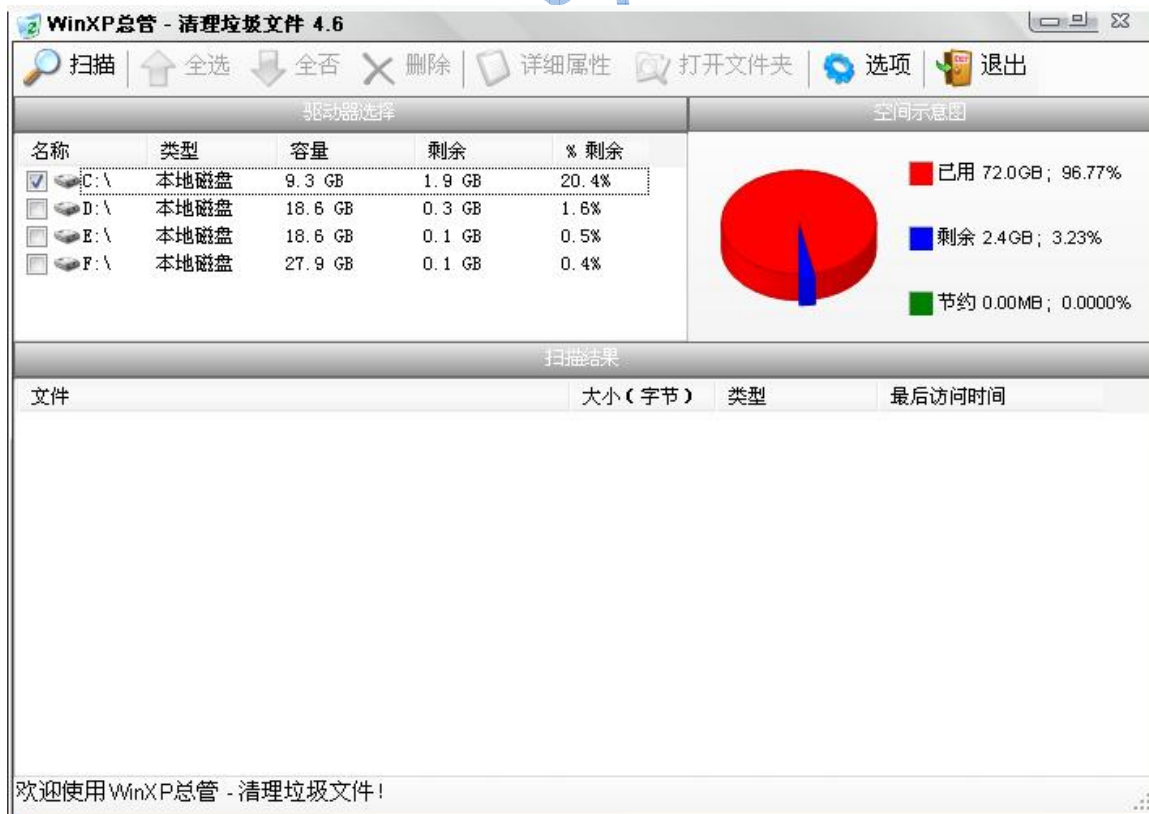 WinXP总管 - 清理垃圾文件 4.6
扫描 全选 全否 删除 详细属性 打开文件夹 选项 退出
驱动器选择 空间示意图
名称 类型 容量 剩余 % 剩余
C:\ 本地磁盘 9.3 GB 1.9 GB 20.4%
D:\ 本地磁盘 18.6 GB 0.3 GB 1.6%
E:\ 本地磁盘 18.6 GB 0.1 GB 0.5%
F:\ 本地磁盘 27.9 GB 0.1 GB 0.4%
已用 72.0GB; 96.77%
剩余 2.4GB; 3.23%
节约 0.00MB; 0.0000%
扫描结果
文件 大小(字节) 类型 最后访问时间
欢迎使用WinXP总管 - 清理垃圾文件!